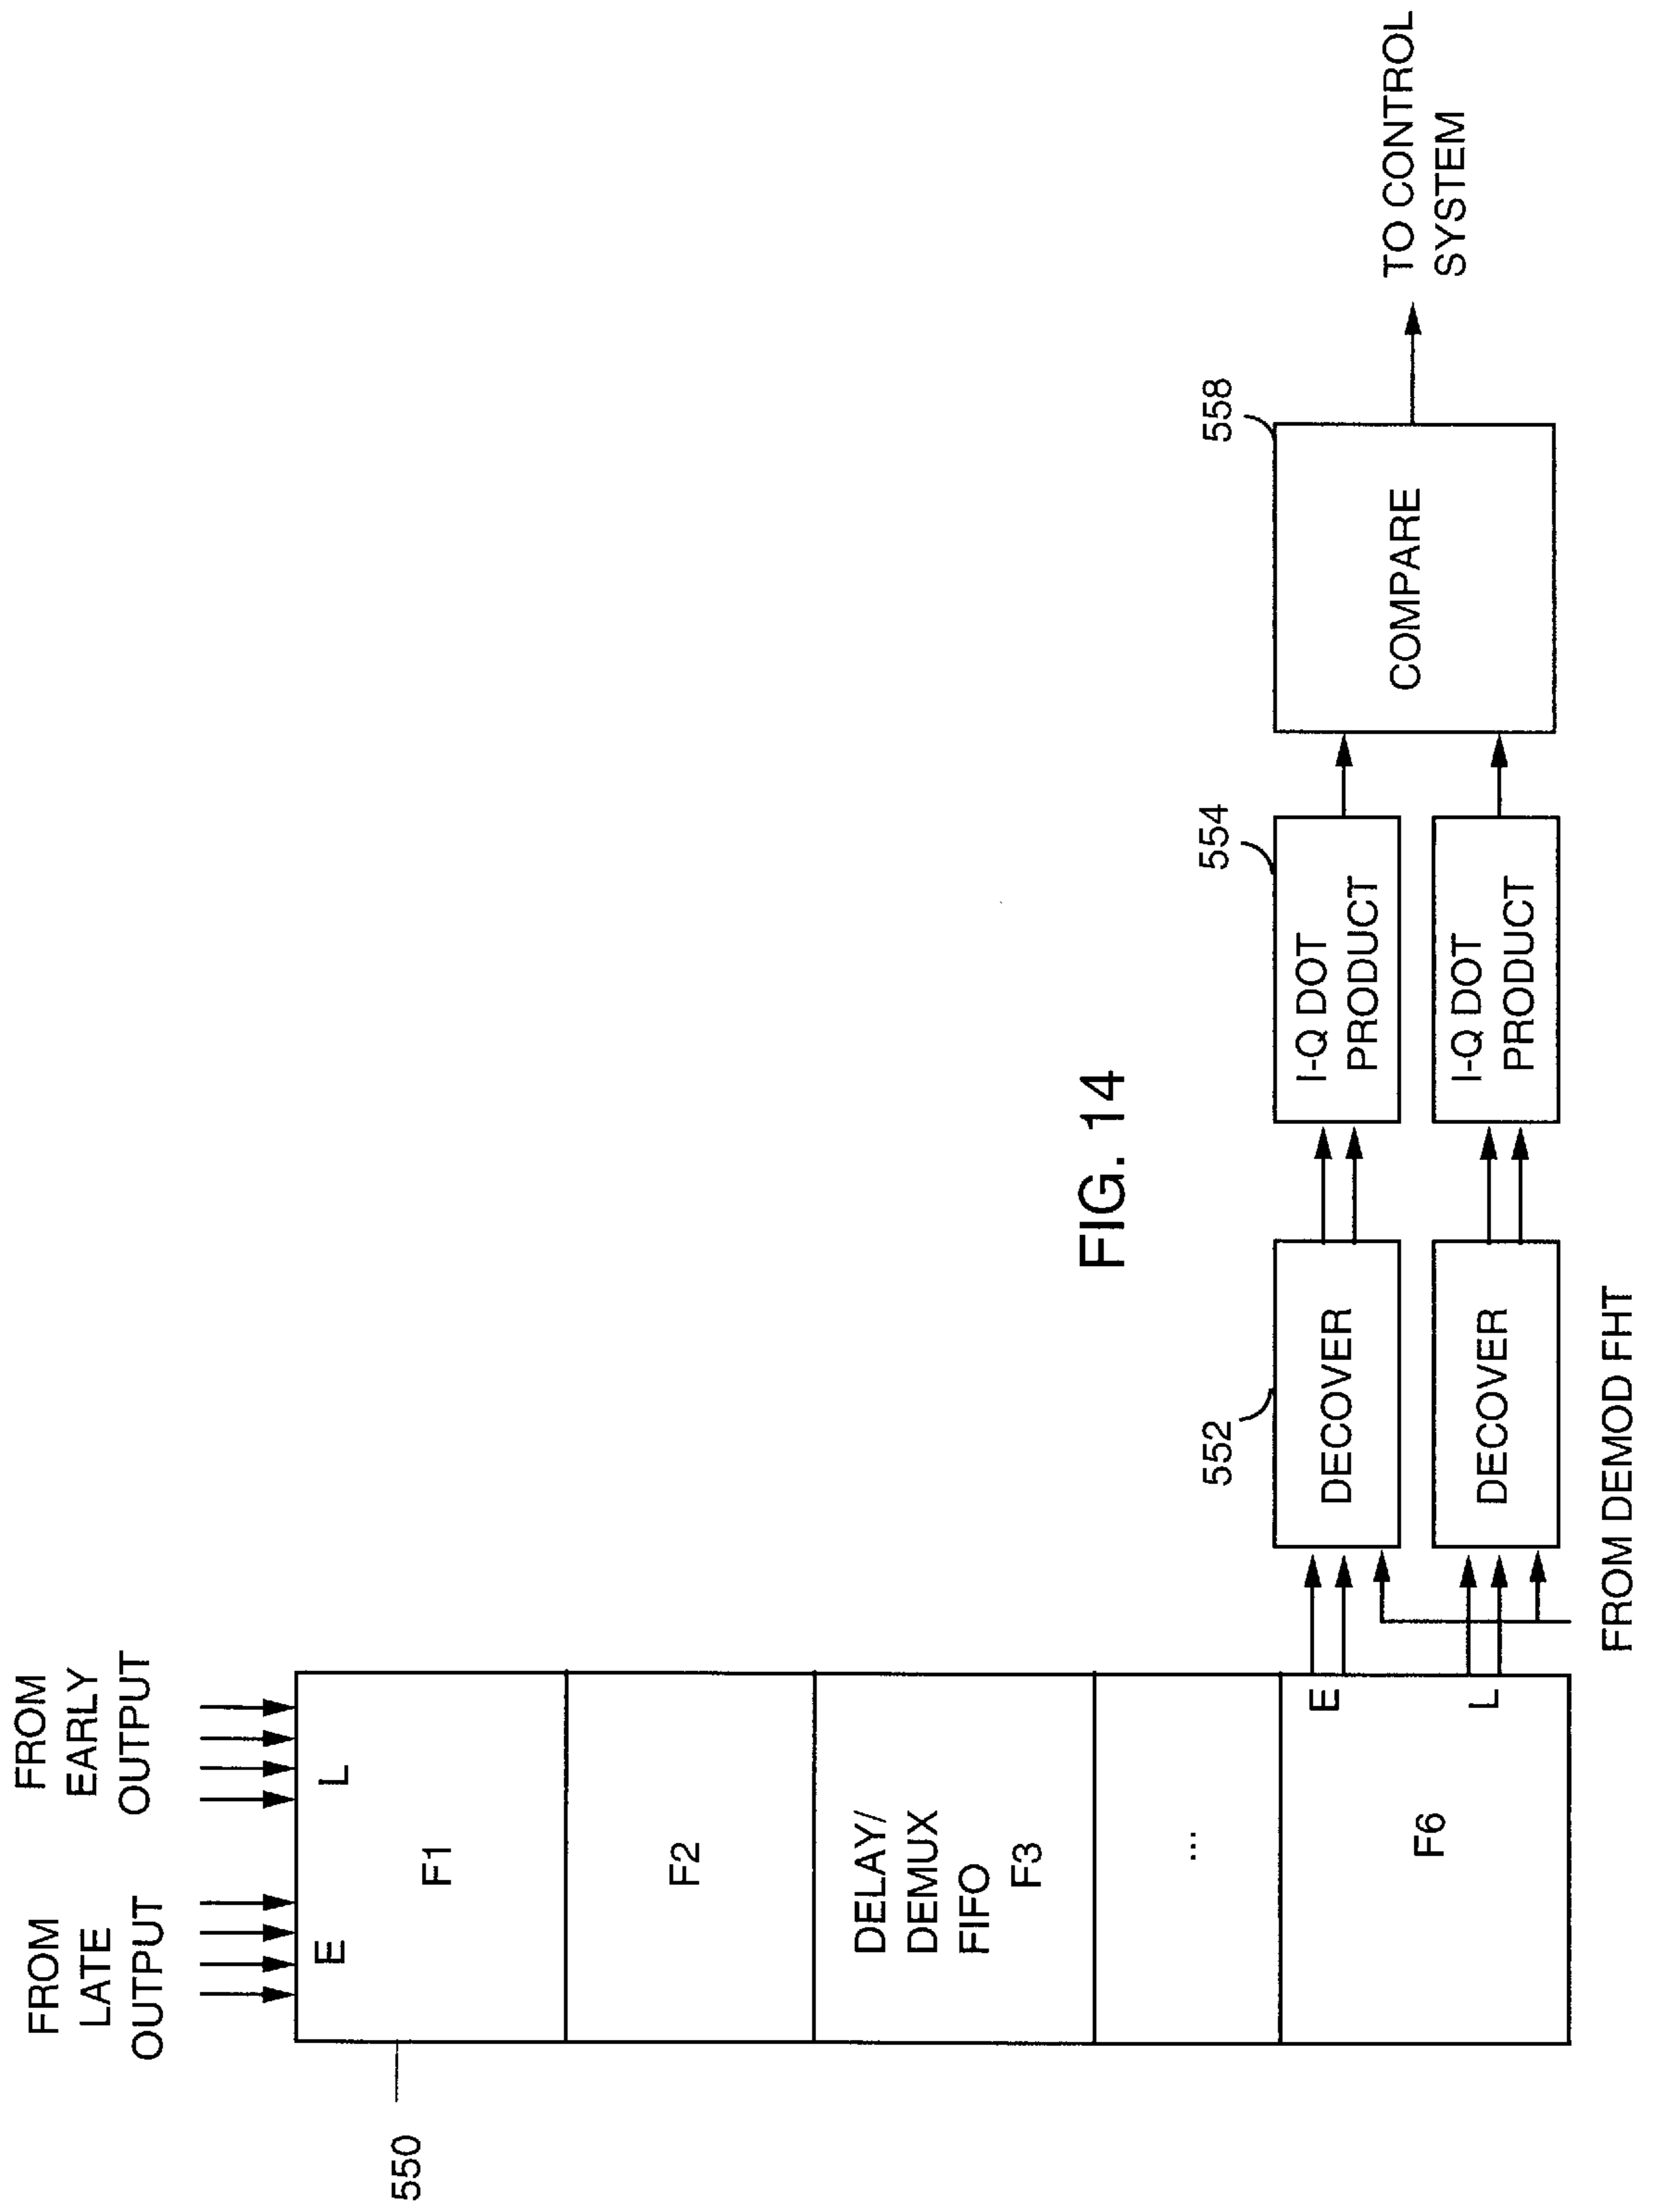 FROM
LATE
OUTPUT
FROM
EARLY
OUTPUT
550
E
L
F1
F2
DELAY/
DEMUX
FIFO
F3
...
F6
E
L
552
DECOVER
DECOVER
FROM DEMOD FHT
554
I-Q DOT
PRODUCT
I-Q DOT
PRODUCT
558
COMPARE
TO CONTROL
SYSTEM
FIG. 14